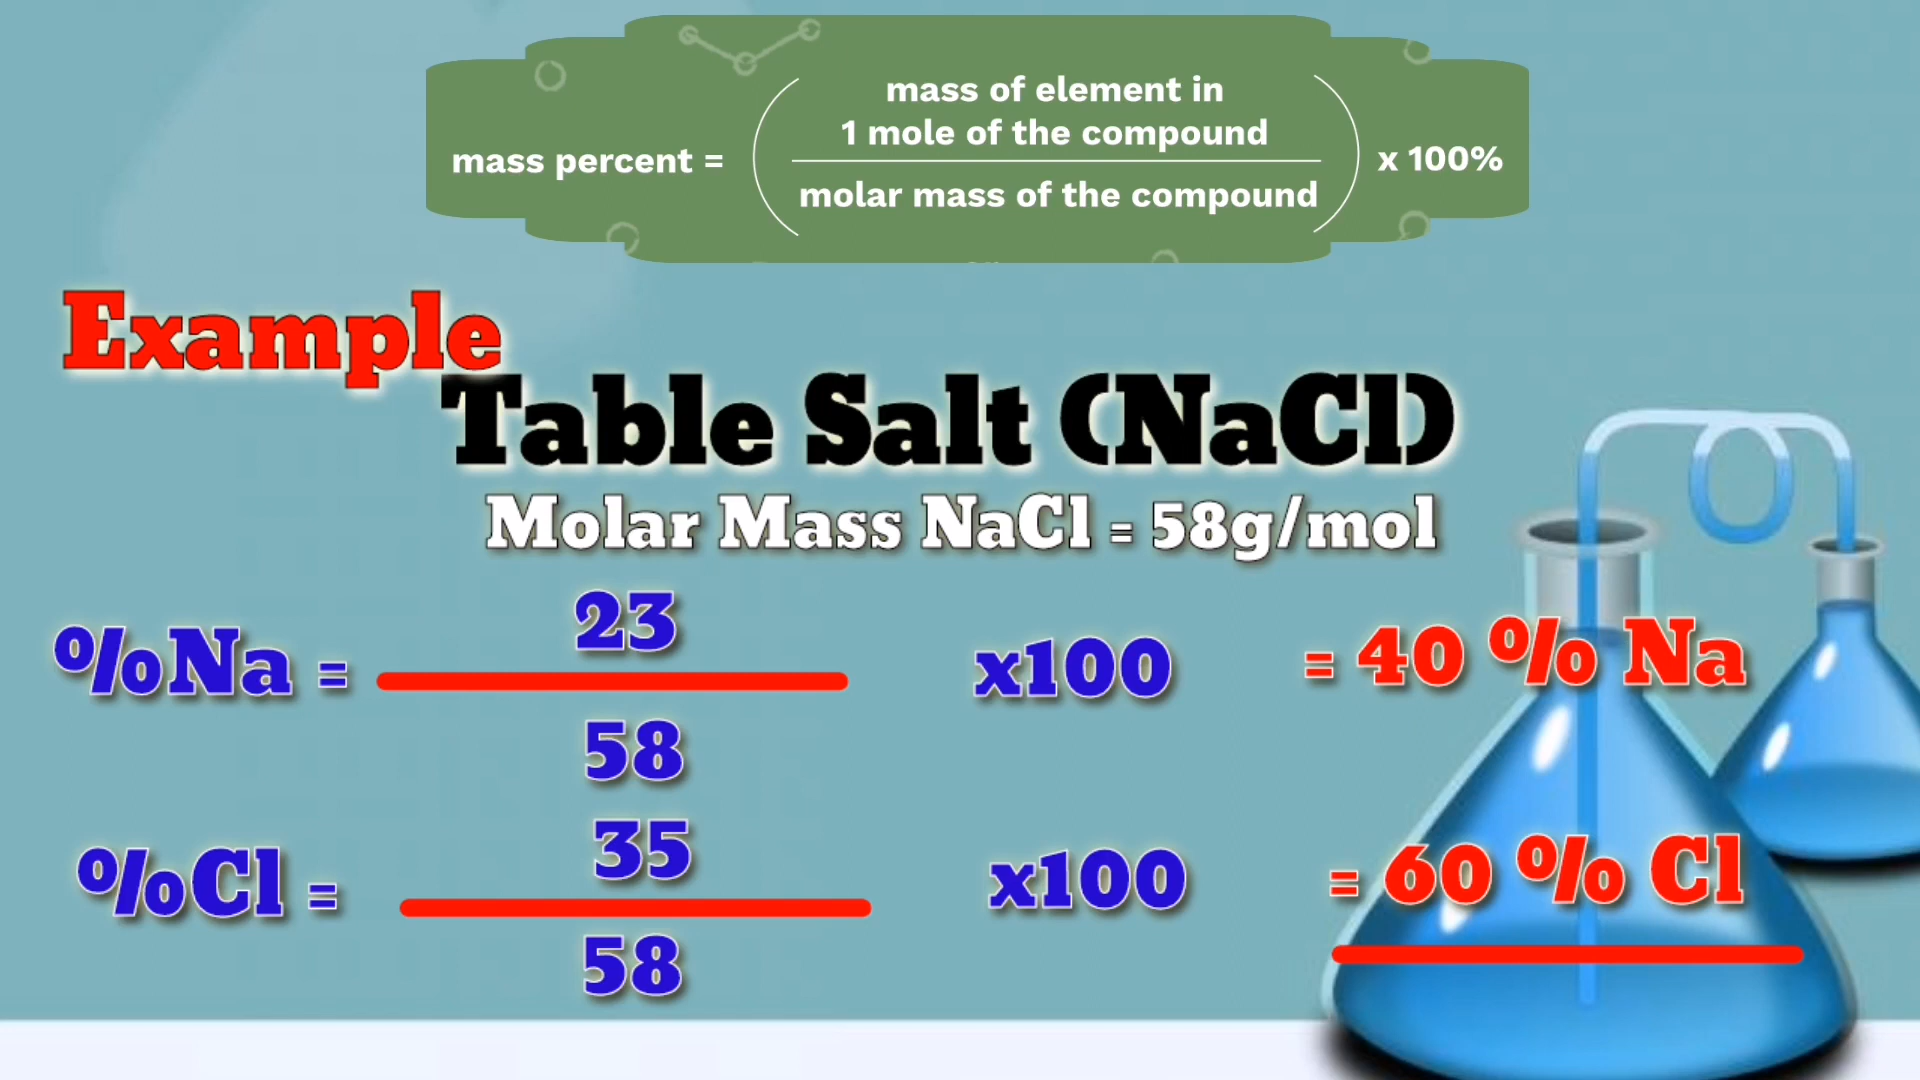 mass percent =
mass of element in
1 mole of the compound
molar mass of the compound
x 100%
Example
Table Salt (NaCl)
Molar Mass NaCl = 58g/mol
%Na =
23
58
x100
= 40 % Na
%Cl =
35
58
x100
= 60 % Cl